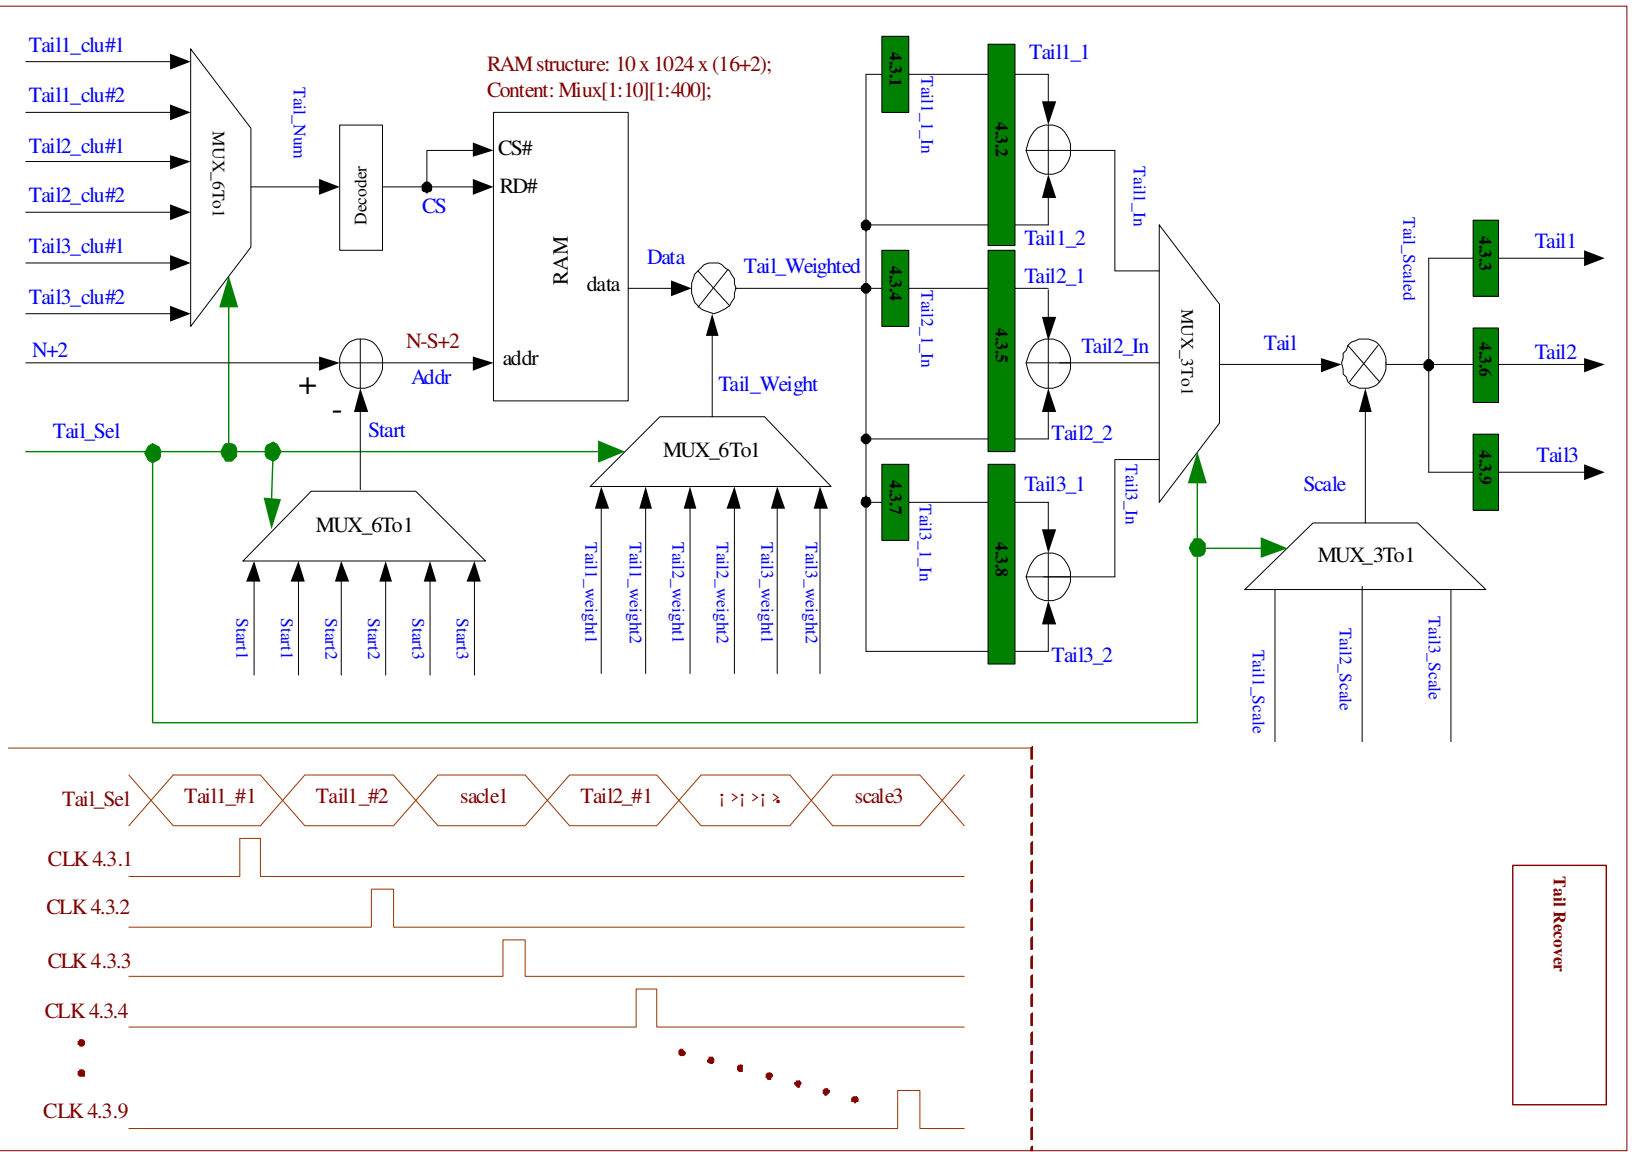 Tail1_clu#1
Tail1_clu#2
Tail2_clu#1
Tail2_clu#2
Tail3_clu#1
Tail3_clu#2
N+2
Tail_Sel
MUX_6To1
Tail_Num
Decoder
CS
RAM structure: 10 x 1024 x (16+2);
Content: Miux[1:10][1:400];
CS#
RD#
RAM
data
addr
N-S+2
Addr
+
-
Start
MUX_6To1
Start1
Start1
Start2
Start2
Start3
Start3
Data
Tail_Weighted
Tail_Weight
MUX_6To1
Tail1_weight1
Tail1_weight2
Tail2_weight1
Tail2_weight2
Tail3_weight1
Tail3_weight2
4.3.1
Tail1_1_In
4.3.2
Tail1_1
Tail1_2
Tail1_In
4.3.4
Tail2_1_In
4.3.5
Tail2_1
Tail2_2
Tail2_In
4.3.7
Tail3_1_In
4.3.8
Tail3_1
Tail3_2
Tail3_In
MUX_3To1
Tail
Scale
MUX_3To1
Tail1_Scale
Tail2_Scale
Tail3_Scale
Tail_Scaled
4.3.3
Tail1
4.3.6
Tail2
4.3.9
Tail3
Tail_Sel
Tail1_#1
Tail1_#2
sacle1
Tail2_#1
¡ >¡ >¡ >.
scale3
CLK 4.3.1
CLK 4.3.2
CLK 4.3.3
CLK 4.3.4
CLK 4.3.9
Tail Recover